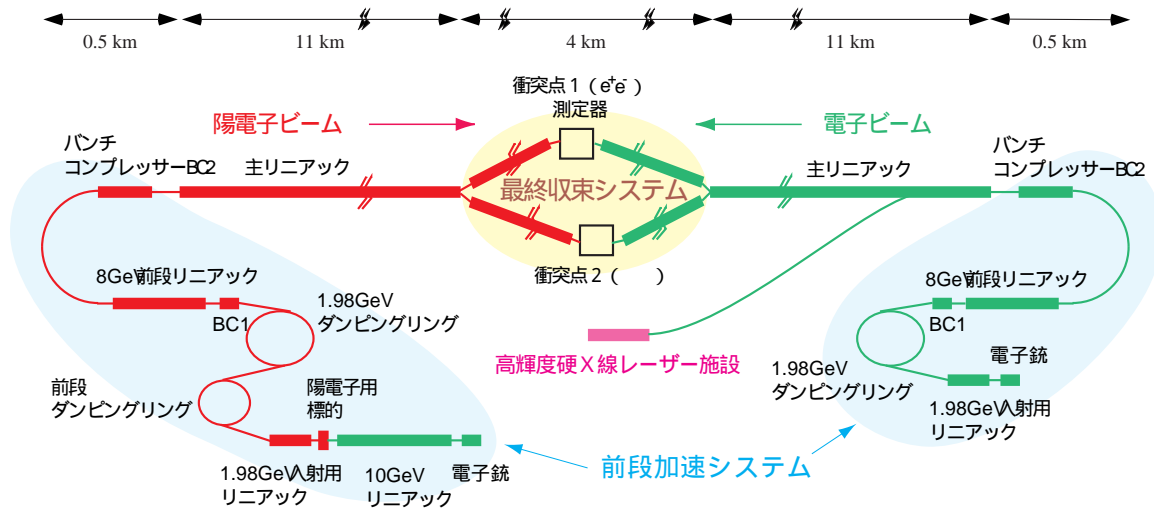 0.5 km
11 km
4 km
11 km
0.5 km
衝突点1（e⁺e⁻）
測定器
陽電子ビーム
電子ビーム
バンチ
コンプレッサーBC2
主リニアック
主リニアック
バンチ
コンプレッサーBC2
最終収束システム
衝突点2（　　）
8GeV前段リニアック
BC1
1.98GeV
ダンピングリング
8GeV前段リニアック
BC1
高輝度硬X線レーザー施設
1.98GeV
ダンピングリング
電子銃
前段
ダンピングリング
陽電子用
標的
1.98GeV入射用
リニアック
1.98GeV入射用
リニアック
10GeV
リニアック
電子銃
前段加速システム